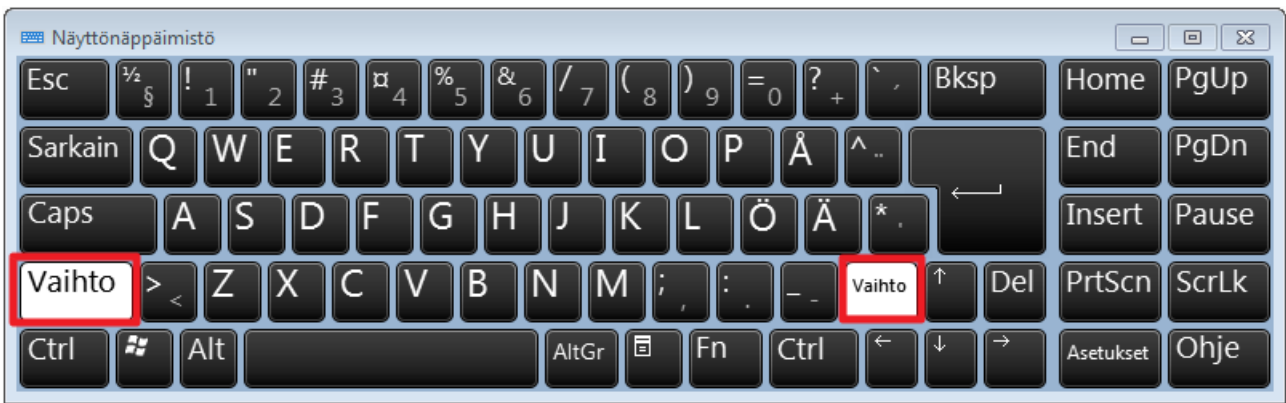 Näyttönäppäimistö
Esc ½ § ! 1 " 2 # 3 ¤ 4 % 5 & 6 / 7 ( 8 ) 9 = 0 ? + ` ´ Bksp Home PgUp
Sarkain Q W E R T Y U I O P Å ^ ¨ End PgDn
Caps A S D F G H J K L Ö Ä * ' Insert Pause
Vaihto > < Z X C V B N M ; , : . _ - Vaihto ↑ Del PrtScn ScrLk
Ctrl Alt AltGr Fn Ctrl ← ↓ → Asetukset Ohje